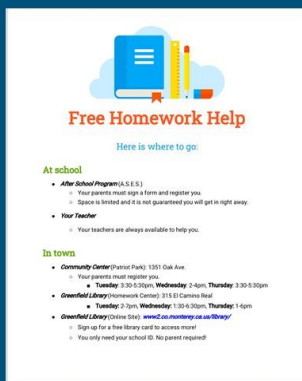 Free Homework Help
Here is where to go:
At school
After School Program (A.S.E.S.)
Your parents must sign a form and register you.
Space is limited and it is not guaranteed you will get in right away.
Your Teacher
Your teachers are always available to help you.
In town
Community Center (Patriot Park): 1351 Oak Ave.
Your parents must register you.
Tuesday: 3:30-5:30pm, Wednesday: 2-4pm, Thursday: 3:30-5:30pm
Greenfield Library (Homework Center): 315 El Camino Real
Tuesday: 2-7pm, Wednesday: 1:30-6:30pm, Thursday: 1-6pm
Greenfield Library (Online Site): www2.co.monterey.ca.us/library/
Sign up for a free library card to access more!
You only need your school ID. No parent required!